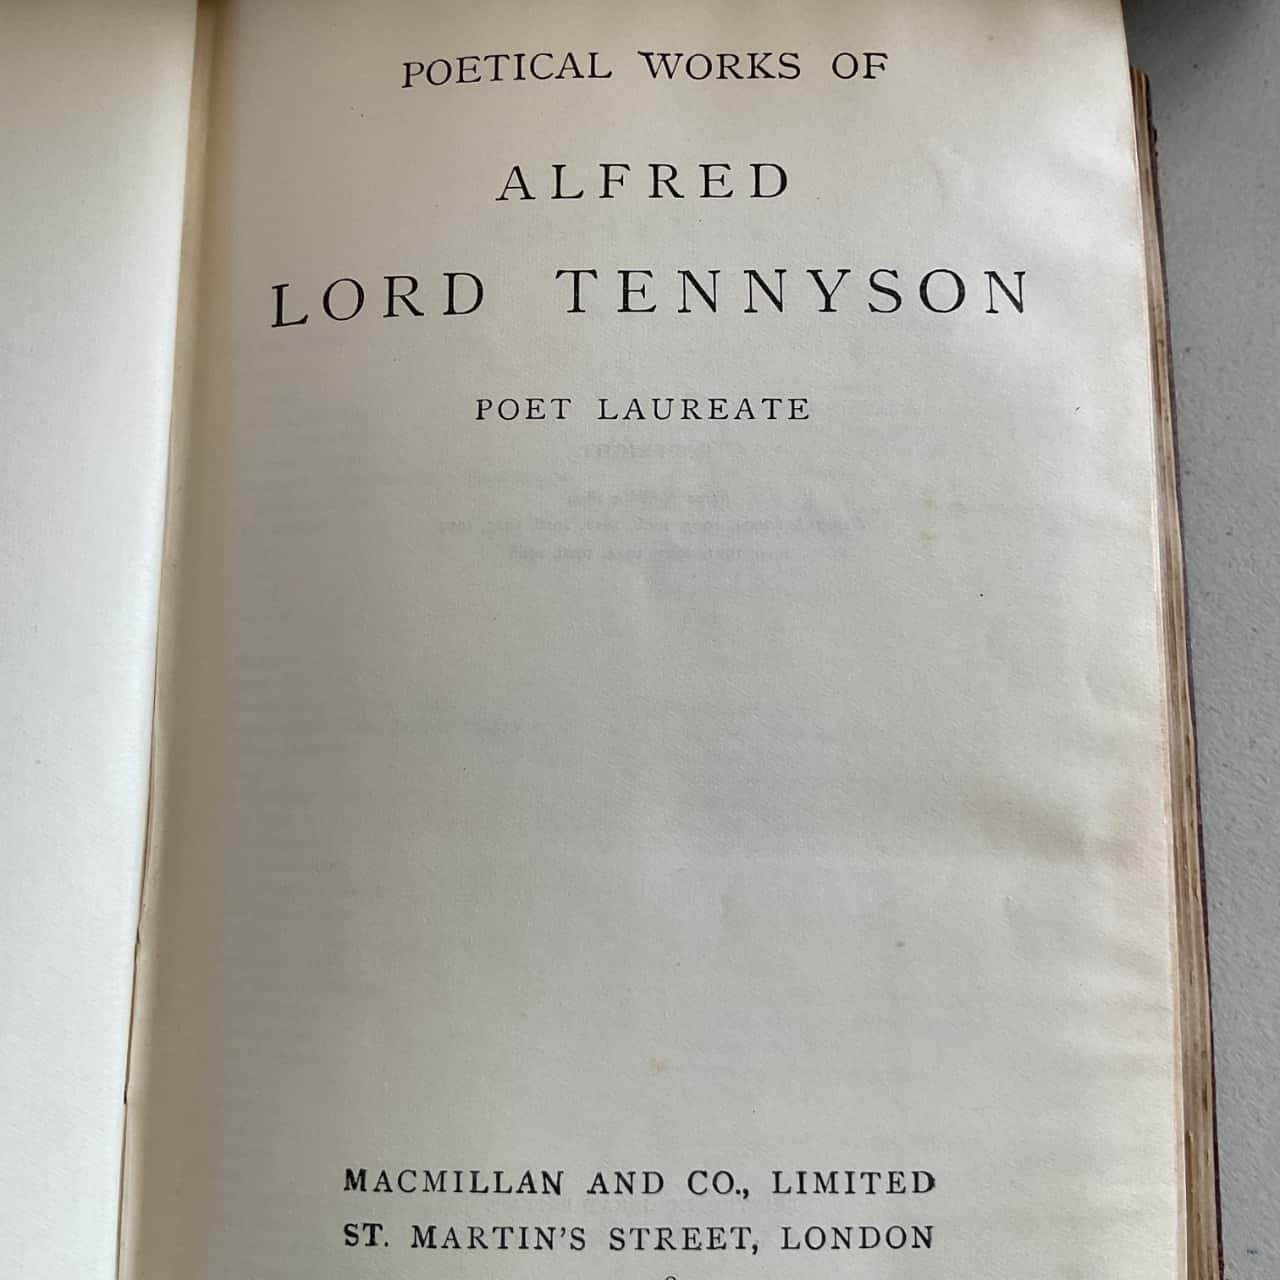 POETICAL WORKS OF
ALFRED
LORD TENNYSON
POET LAUREATE
MACMILLAN AND CO., LIMITED
ST. MARTIN'S STREET, LONDON